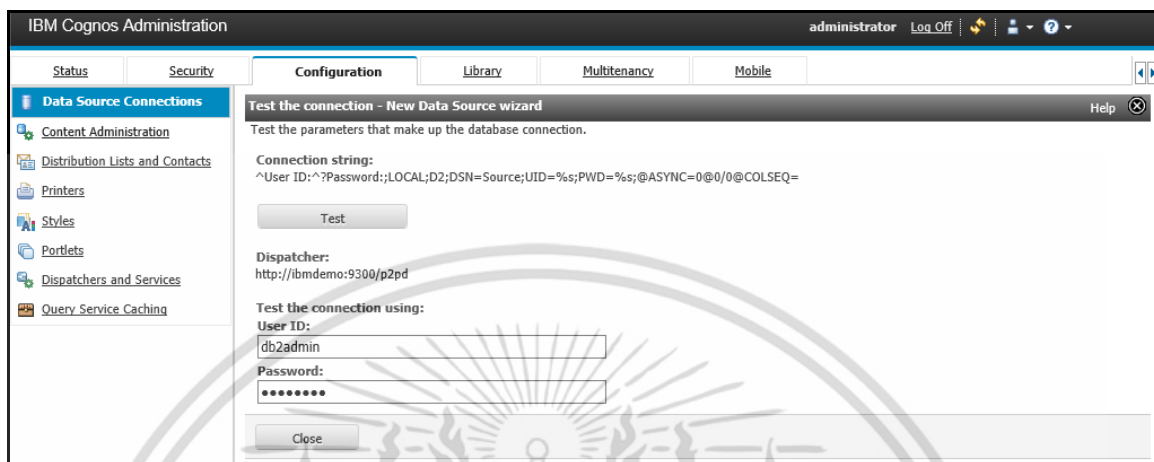 IBM Cognos Administration
administrator Log Off
Status Security Configuration Library Multitenancy Mobile
Data Source Connections
Content Administration
Distribution Lists and Contacts
Printers
Styles
Portlets
Dispatchers and Services
Query Service Caching
Test the connection - New Data Source wizard Help
Test the parameters that make up the database connection.
Connection string:
^User ID:^?Password:;LOCAL;D2;DSN=Source;UID=%s;PWD=%s;@ASYNC=0@0/0@COLSEQ=
Test
Dispatcher:
http://ibmdemo:9300/p2pd
Test the connection using:
User ID:
db2admin
Password:
••••••••
Close